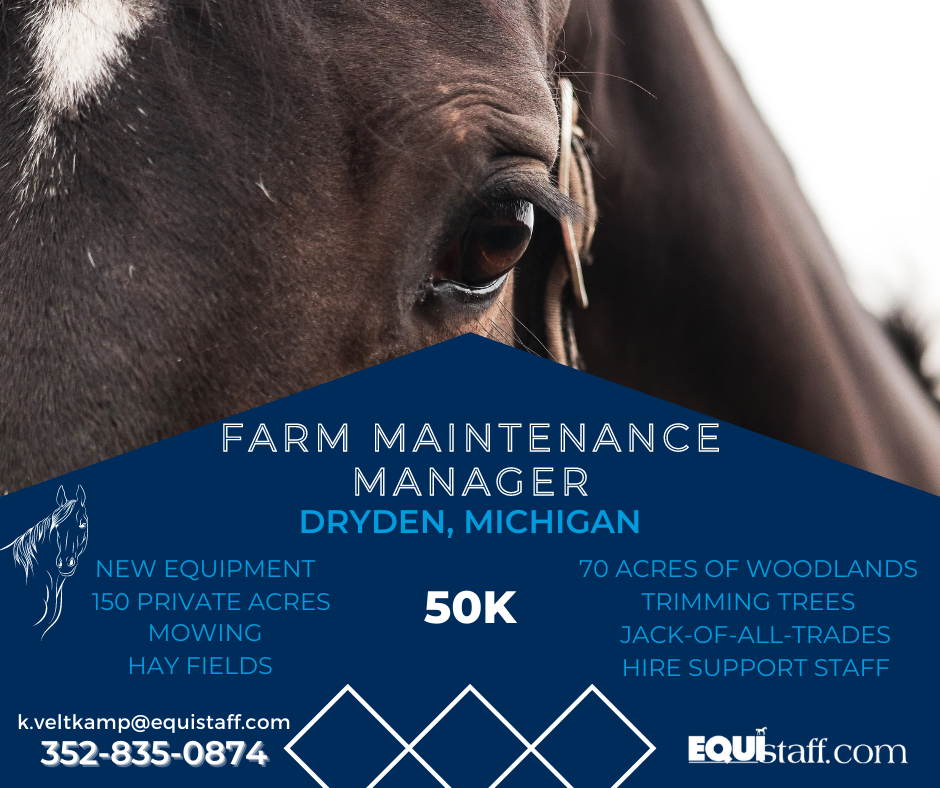 FARM MAINTENANCE
MANAGER
DRYDEN, MICHIGAN
NEW EQUIPMENT
150 PRIVATE ACRES
MOWING
HAY FIELDS
50K
70 ACRES OF WOODLANDS
TRIMMING TREES
JACK-OF-ALL-TRADES
HIRE SUPPORT STAFF
k.veltkamp@equistaff.com
352-835-0874
EQUIstaff.com